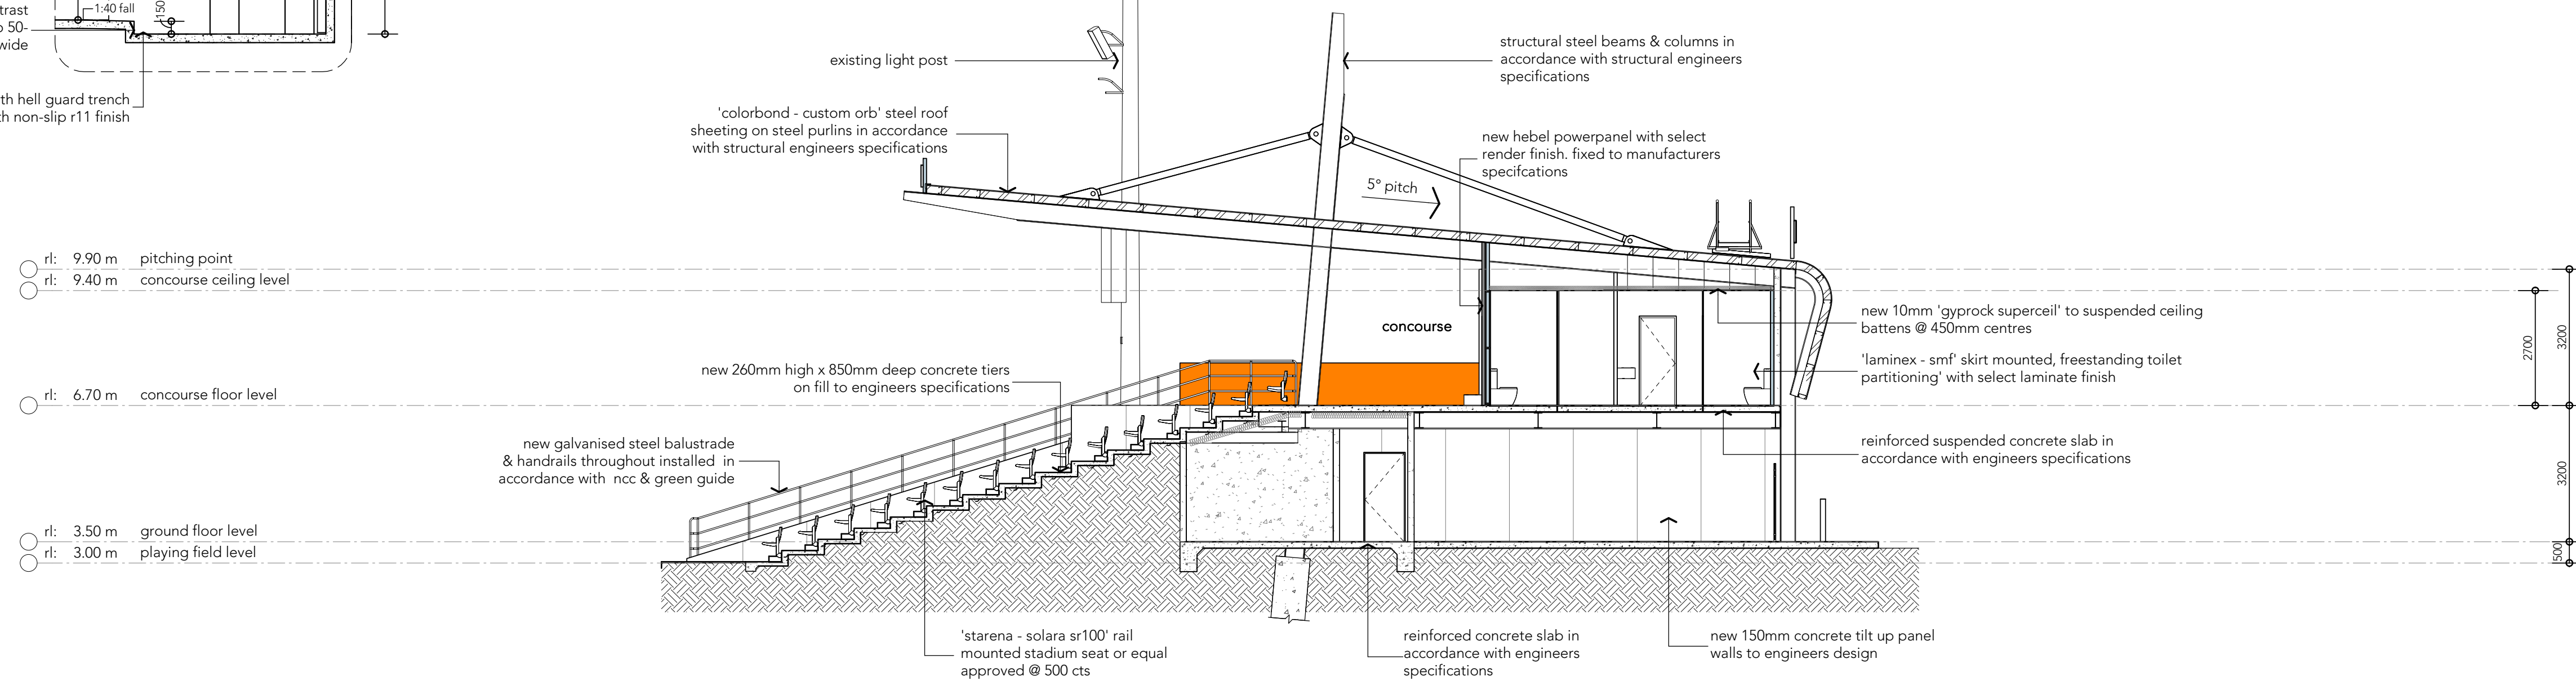 trast
50-
wide
1:40 fall
150
th hell guard trench
th non-slip r11 finish
existing light post
structural steel beams & columns in
accordance with structural engineers
specifications
'colorbond - custom orb' steel roof
sheeting on steel purlins in accordance
with structural engineers specifications
new hebel powerpanel with select
render finish. fixed to manufacturers
specifcations
5° pitch
rl: 9.90 m pitching point
rl: 9.40 m concourse ceiling level
rl: 6.70 m concourse floor level
rl: 3.50 m ground floor level
rl: 3.00 m playing field level
concourse
new 10mm 'gyprock superceil' to suspended ceiling
battens @ 450mm centres
'laminex - smf' skirt mounted, freestanding toilet
partitioning' with select laminate finish
new 260mm high x 850mm deep concrete tiers
on fill to engineers specifications
new galvanised steel balustrade
& handrails throughout installed in
accordance with ncc & green guide
reinforced suspended concrete slab in
accordance with engineers specifications
2700
3200
3200
500
'starena - solara sr100' rail
mounted stadium seat or equal
approved @ 500 cts
reinforced concrete slab in
accordance with engineers
specifications
new 150mm concrete tilt up panel
walls to engineers design